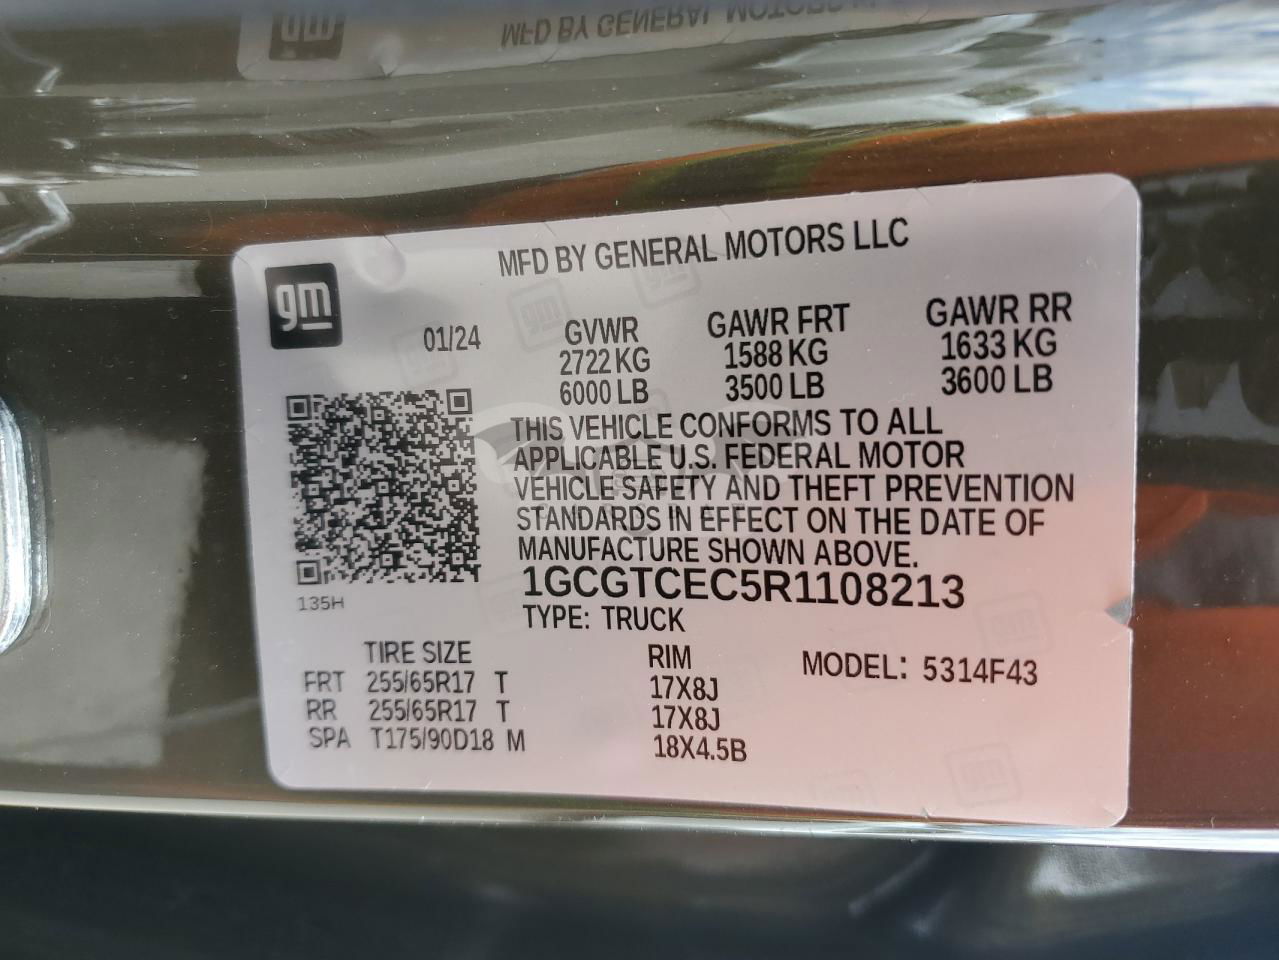 MFD BY GENERAL MOTORS LLC
gm
01/24
GVWR GAWR FRT GAWR RR
2722 KG 1588 KG 1633 KG
6000 LB 3500 LB 3600 LB
THIS VEHICLE CONFORMS TO ALL
APPLICABLE U.S. FEDERAL MOTOR
VEHICLE SAFETY AND THEFT PREVENTION
STANDARDS IN EFFECT ON THE DATE OF
MANUFACTURE SHOWN ABOVE.
1GCGTCEC5R1108213
135H
TYPE: TRUCK
TIRE SIZE RIM MODEL: 5314F43
FRT 255/65R17 T 17X8J
RR 255/65R17 T 17X8J
SPA T175/90D18 M 18X4.5B